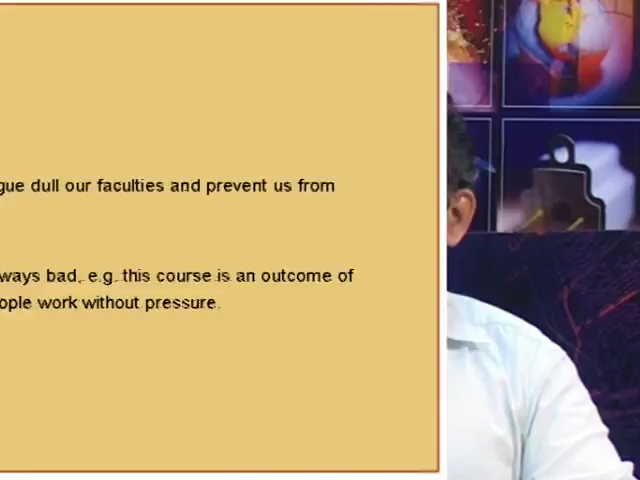 gue dull our faculties and prevent us from
ways bad, e.g. this course is an outcome of
ople work without pressure.